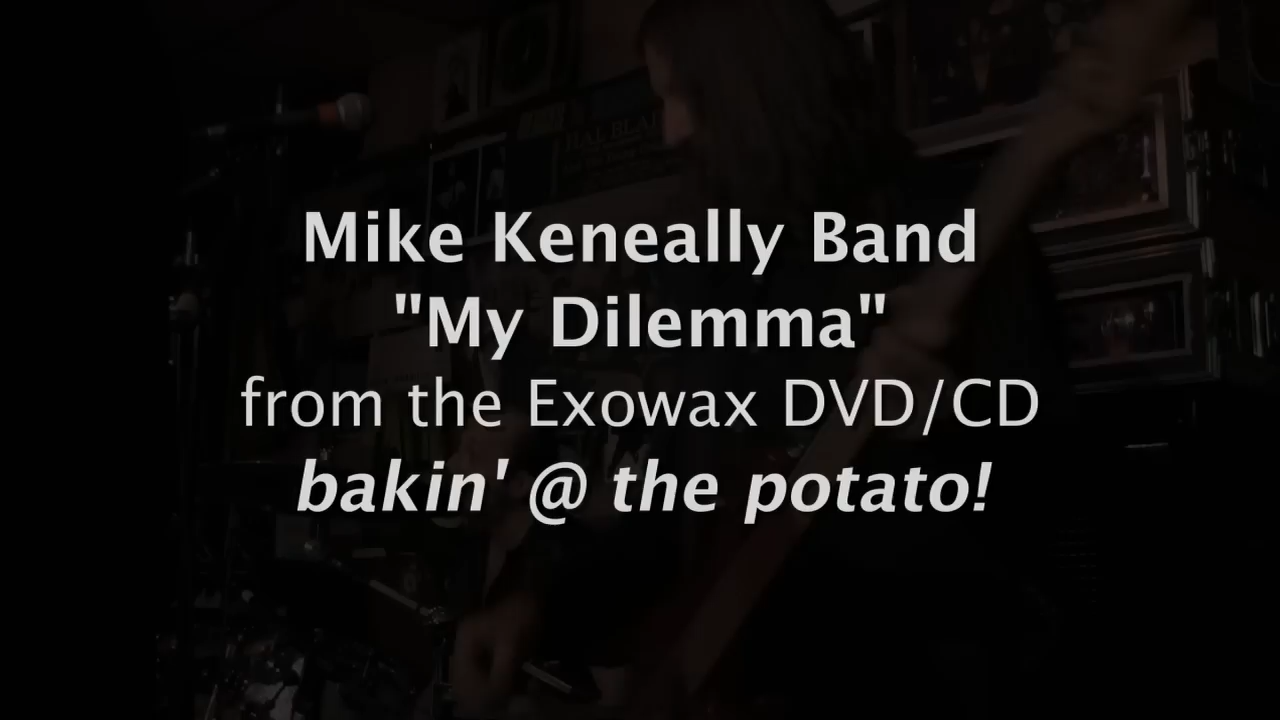 Mike Keneally Band
"My Dilemma"
from the Exowax DVD/CD
bakin' @ the potato!